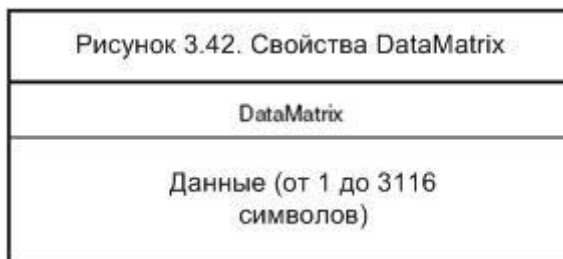 Рисунок 3.42. Свойства DataMatrix
DataMatrix
Данные (от 1 до 3116
символов)